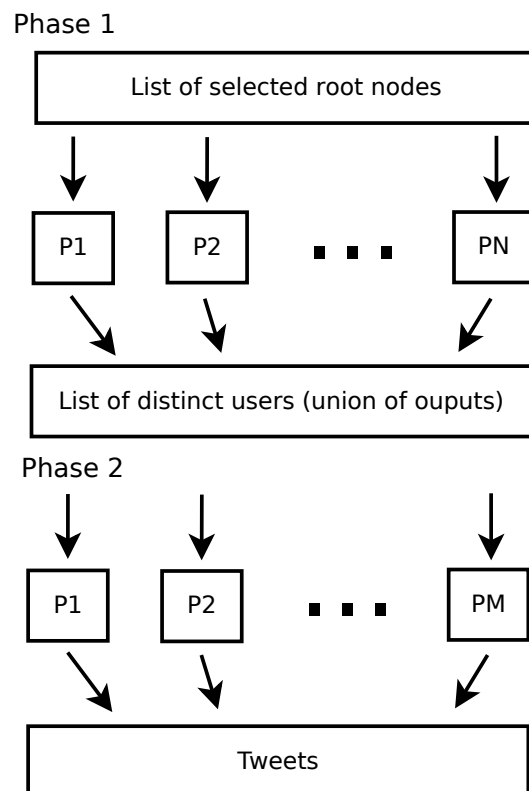 Phase 1
List of selected root nodes
P1 P2 PN
List of distinct users (union of ouputs)
Phase 2
P1 P2 PM
Tweets